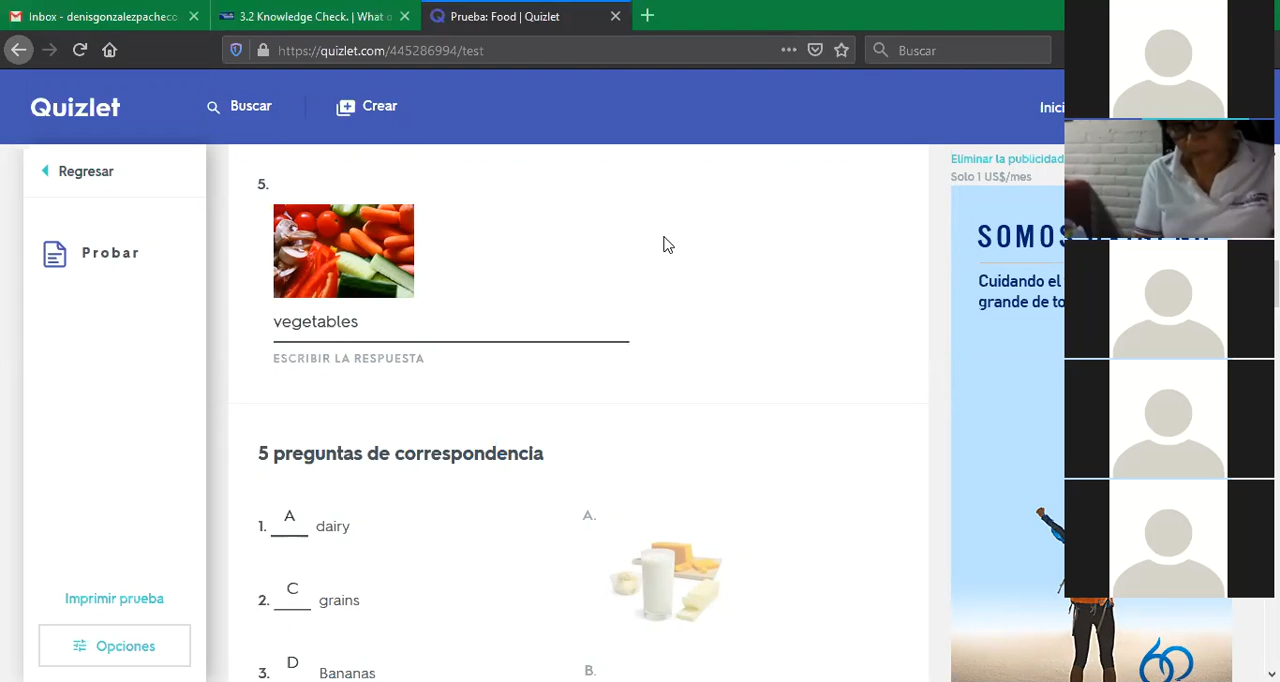 Inbox - denisgonzalezpacheco
3.2 Knowledge Check. | What o
Prueba: Food | Quizlet
https://quizlet.com/445286994/test
Buscar
Quizlet
Buscar
Crear
Inici
Regresar
Probar
Imprimir prueba
Opciones
5.
vegetables
ESCRIBIR LA RESPUESTA
5 preguntas de correspondencia
1. A dairy
2. C grains
3. D Bananas
A.
B.
Eliminar la publicidad
Solo 1 US$/mes
SOMOS
Cuidando el
grande de to
60